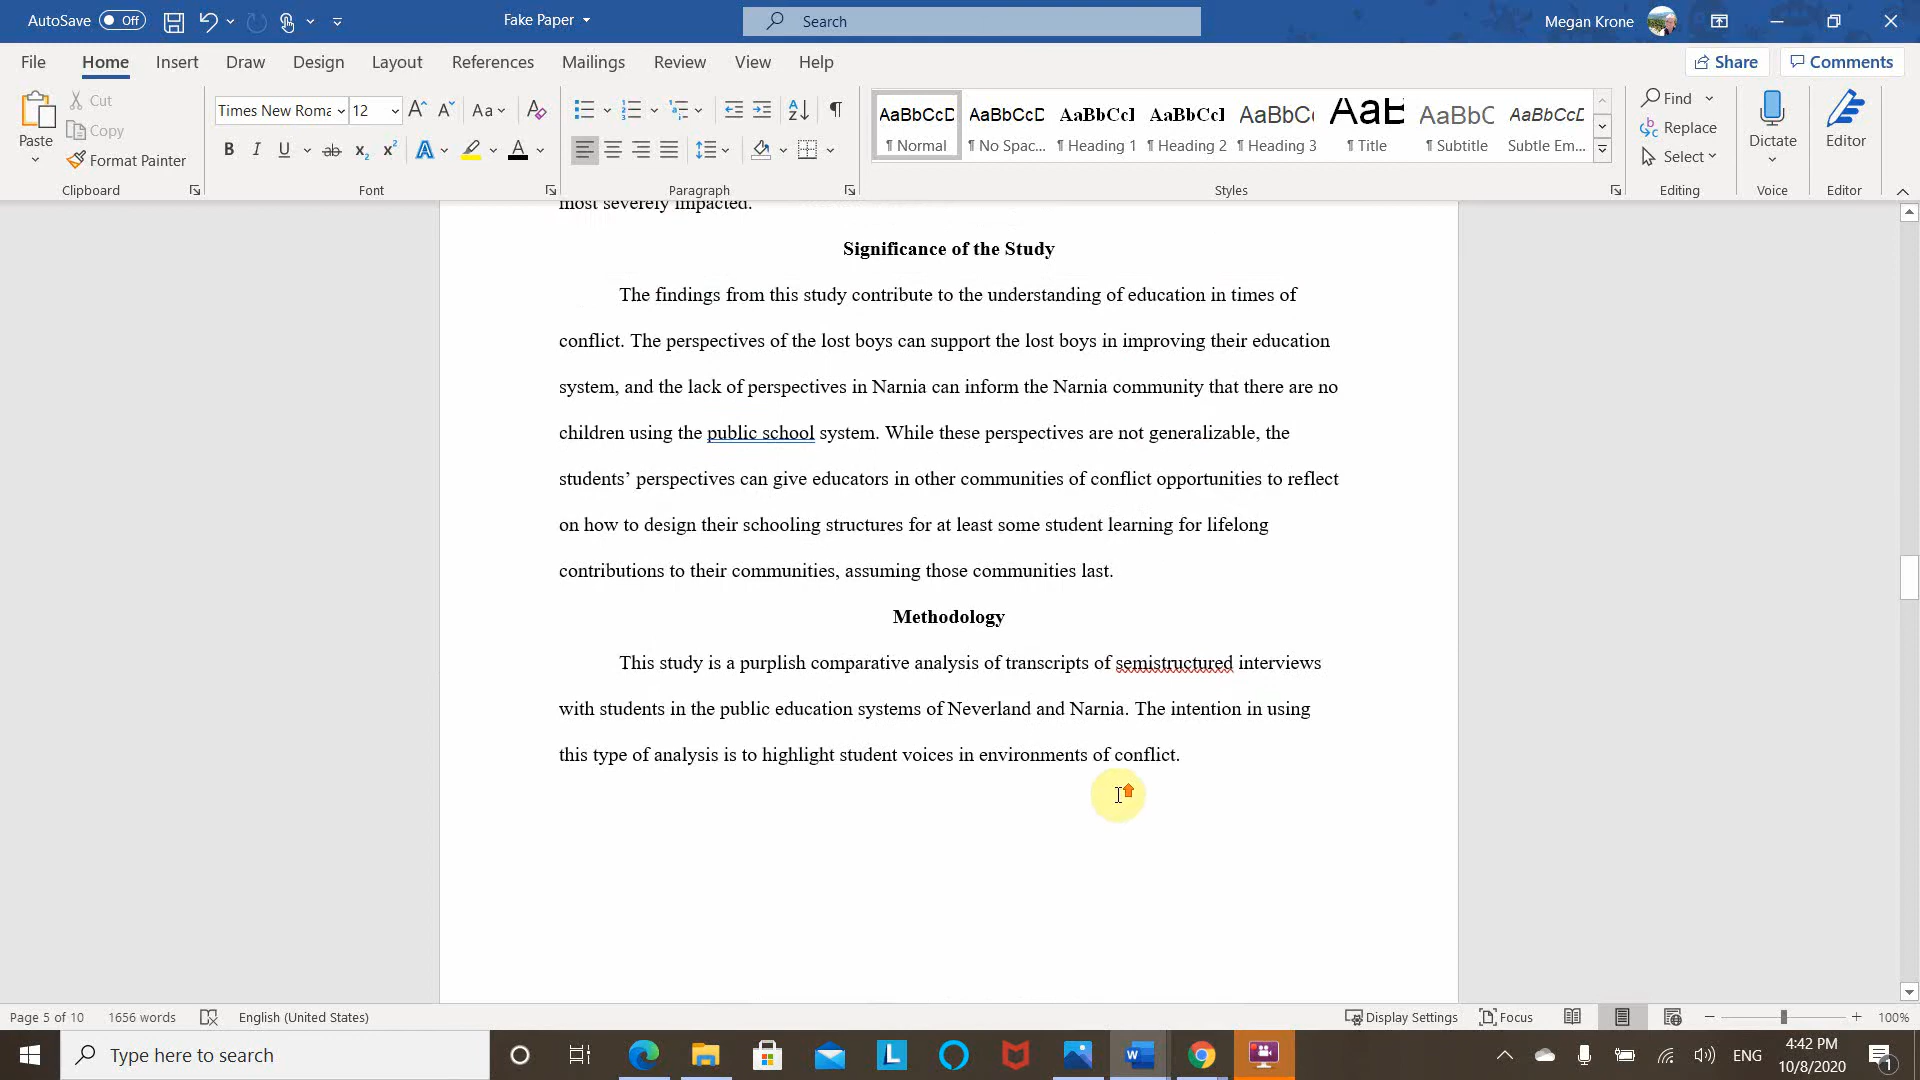 AutoSave Off Fake Paper Search Megan Krone
File Home Insert Draw Design Layout References Mailings Review View Help Share Comments
Paste Cut Copy Format Painter
Clipboard
Times New Roma 12 Aa
B I U ab x₂ x² A A
Font
Paragraph
AaBbCcD AaBbCcD AaBbCcI AaBbCcI AaBbCc AaB AaBbC AaBbCcD
¶ Normal ¶ No Spac... ¶ Heading 1 ¶ Heading 2 ¶ Heading 3 ¶ Title ¶ Subtitle Subtle Em...
Styles
Find
Replace
Select
Editing
Dictate
Voice
Editor
Editor
most severely impacted.
Significance of the Study
The findings from this study contribute to the understanding of education in times of
conflict. The perspectives of the lost boys can support the lost boys in improving their education
system, and the lack of perspectives in Narnia can inform the Narnia community that there are no
children using the public school system. While these perspectives are not generalizable, the
students’ perspectives can give educators in other communities of conflict opportunities to reflect
on how to design their schooling structures for at least some student learning for lifelong
contributions to their communities, assuming those communities last.
Methodology
This study is a purplish comparative analysis of transcripts of semistructured interviews
with students in the public education systems of Neverland and Narnia. The intention in using
this type of analysis is to highlight student voices in environments of conflict.
Page 5 of 10 1656 words English (United States) Display Settings Focus 100%
Type here to search L W ENG 4:42 PM
10/8/2020 1